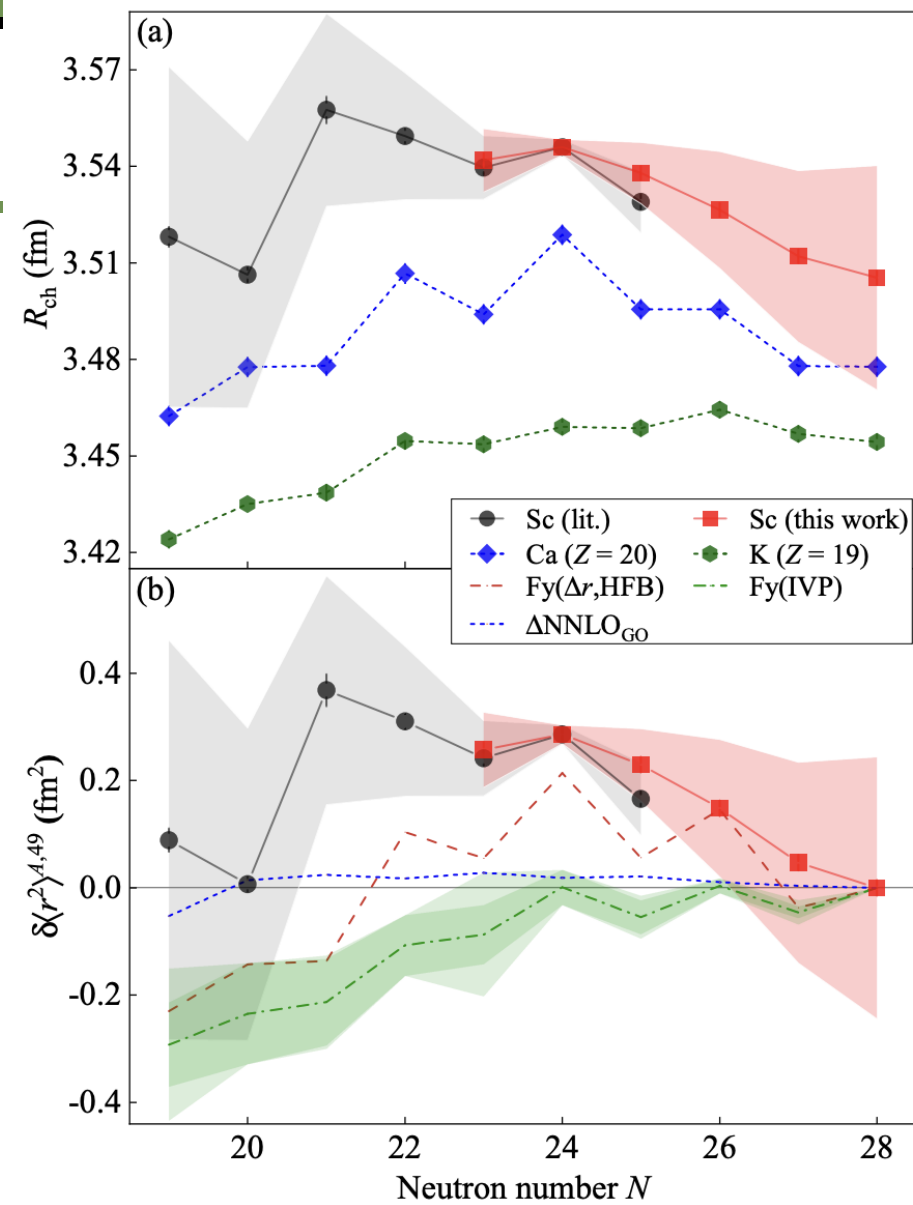 (a)
3.57
3.54
3.51
3.48
3.45
3.42
R_ch (fm)
Sc (lit.)
Sc (this work)
Ca (Z = 20)
K (Z = 19)
Fy(Δr,HFB)
Fy(IVP)
ΔNNLO_GO
(b)
0.4
0.2
0.0
-0.2
-0.4
δ⟨r²⟩^A,49 (fm²)
20 22 24 26 28
Neutron number N